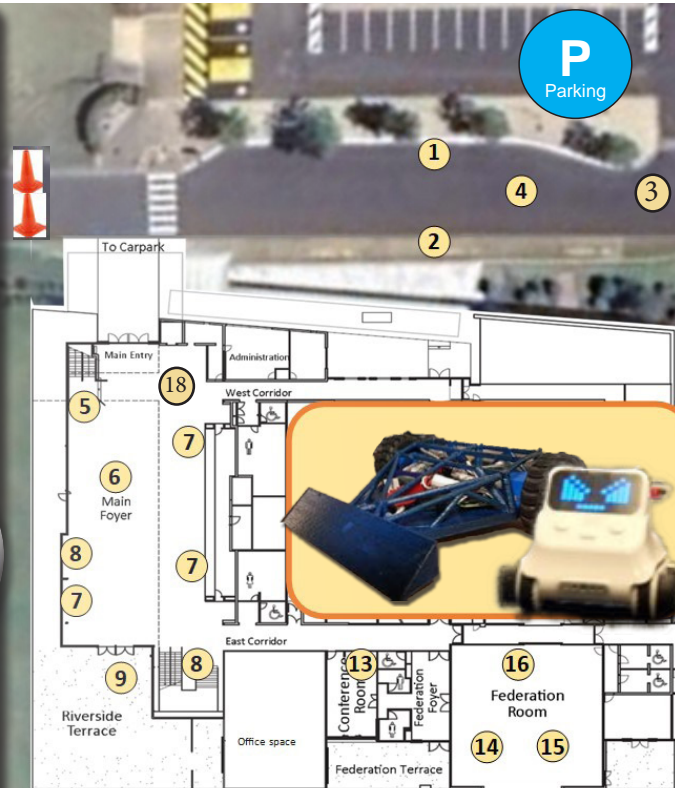 P
Parking
1
4
3
2
To Carpark
Main Entry
Administration
18
West Corridor
5
7
6
Main
Foyer
8
7
7
East Corridor
8
9
13
16
Conference
Room
Federation
Foyer
Federation
Room
Riverside
Terrace
Office space
14
15
Federation Terrace